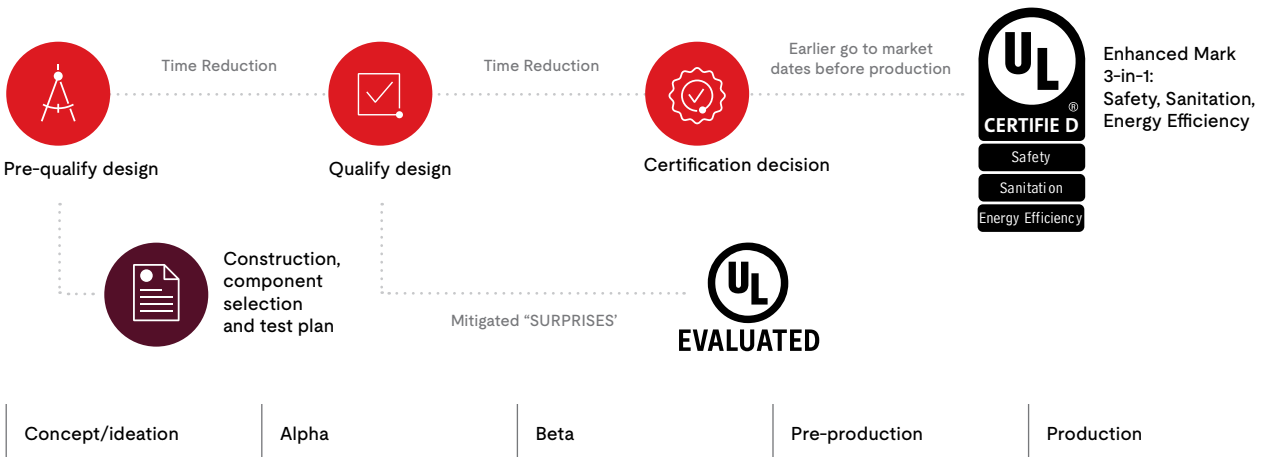 Time Reduction
Time Reduction
Earlier go to market
dates before production
UL
®
CERTIFIE D
Safety
Sanitation
Energy Efficiency
Enhanced Mark
3-in-1:
Safety, Sanitation,
Energy Efficiency
Pre-qualify design
Qualify design
Certification decision
Construction,
component
selection
and test plan
Mitigated “SURPRISES’
UL
EVALUATED
Concept/ideation
Alpha
Beta
Pre-production
Production